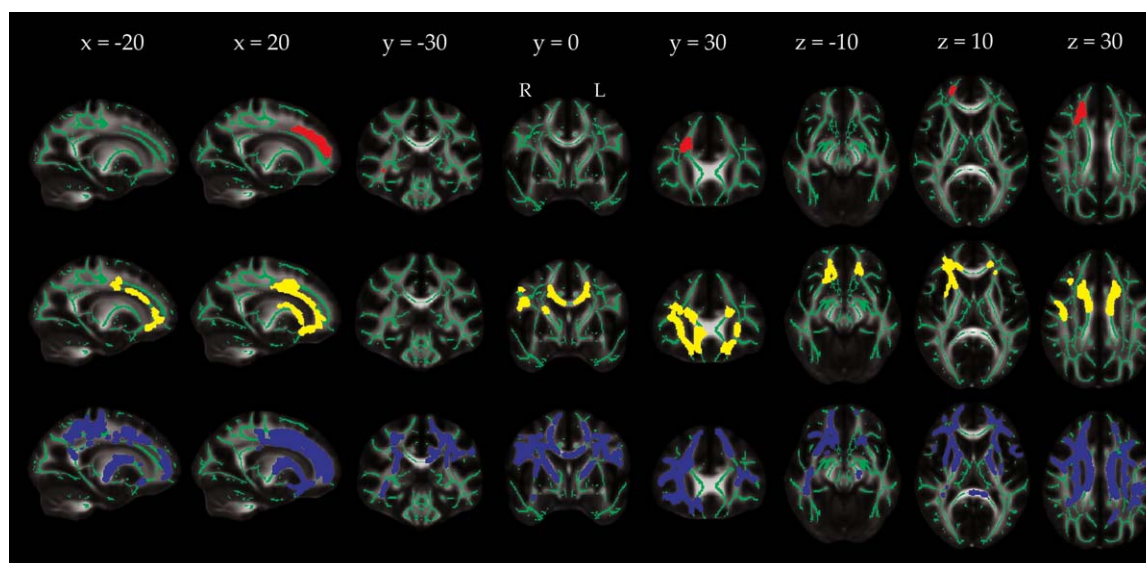 x = -20 x = 20 y = -30 y = 0 y = 30 z = -10 z = 10 z = 30
R L